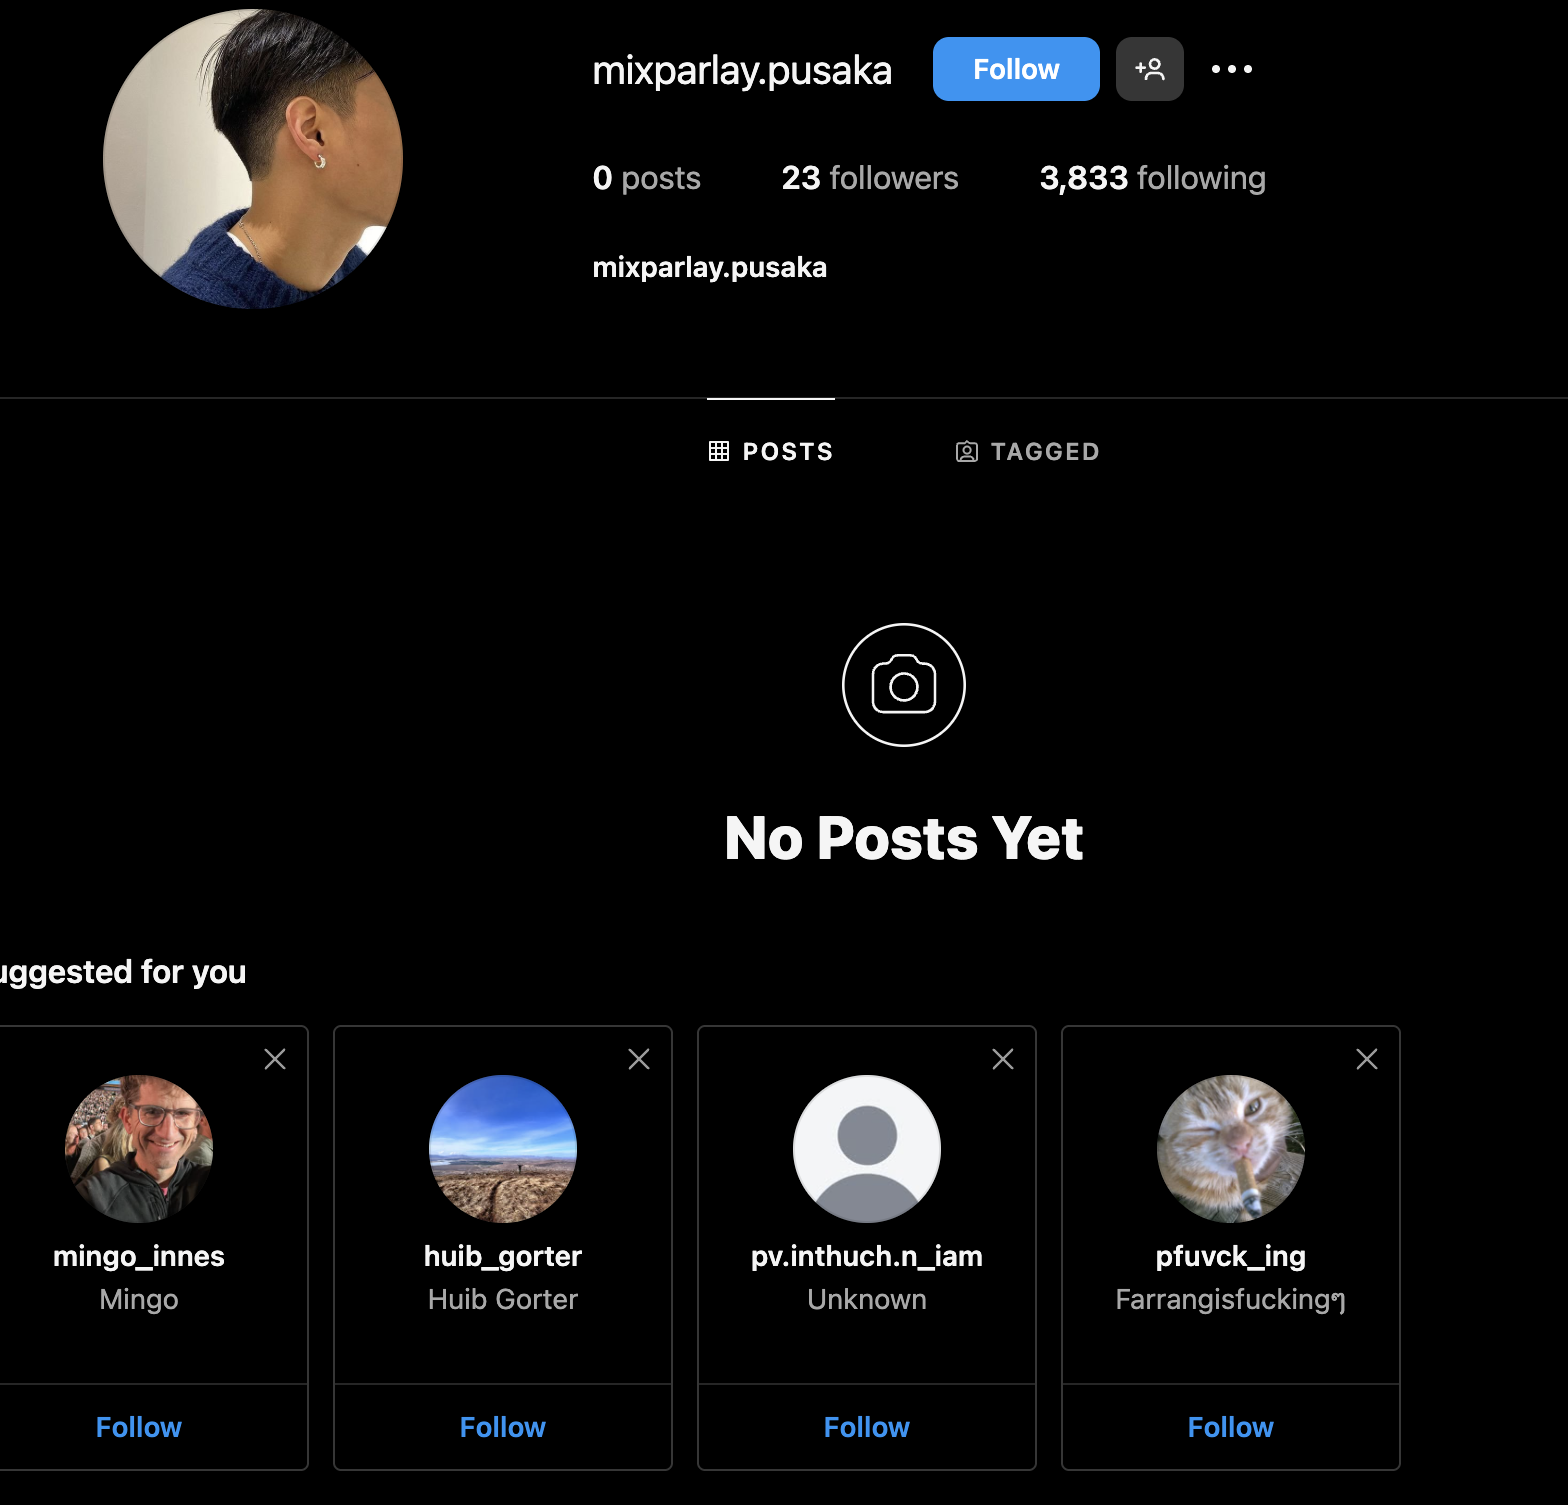 mixparlay.pusaka Follow
0 posts 23 followers 3,833 following
mixparlay.pusaka
POSTS TAGGED
No Posts Yet
uggested for you
mingo_innes
Mingo
Follow
huib_gorter
Huib Gorter
Follow
pv.inthuch.n_iam
Unknown
Follow
pfuvck_ing
Farrangisfuckingๆ
Follow